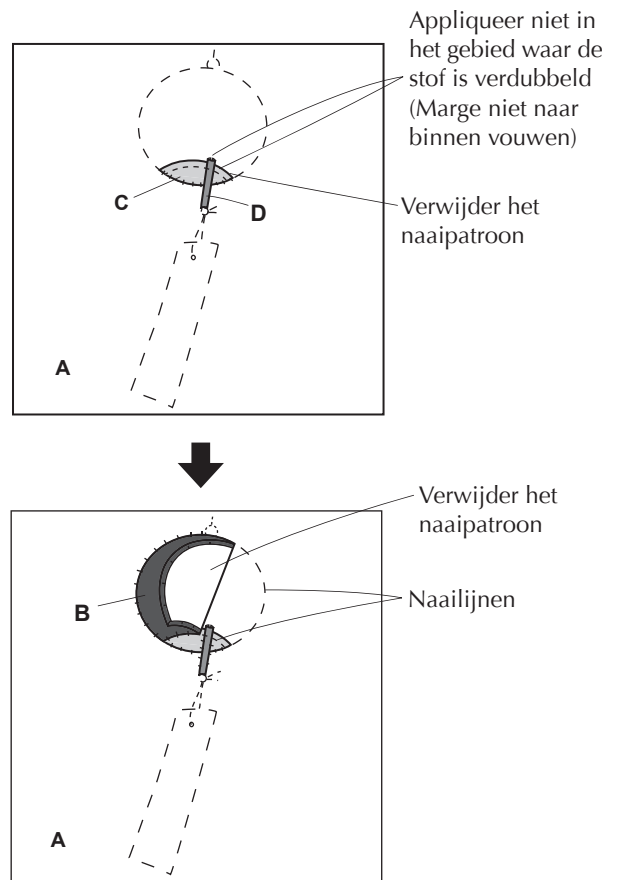 Appliqueer niet in
het gebied waar de
stof is verdubbeld
(Marge niet naar
binnen vouwen)
C
D
Verwijder het
naaipatroon
A
Verwijder het
naaipatroon
B
Naailijnen
A